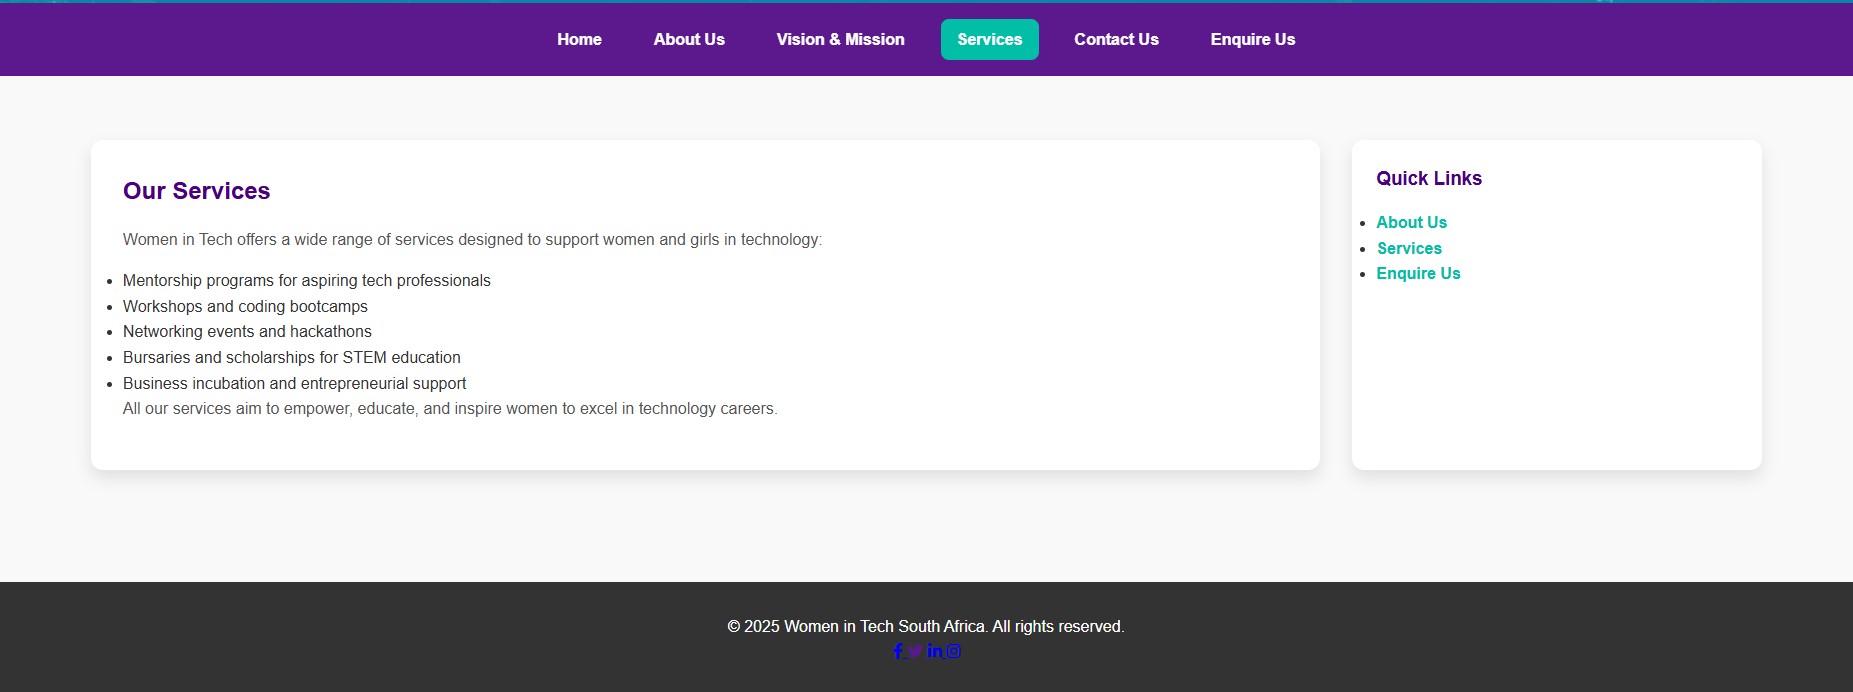 Home About Us Vision & Mission Services Contact Us Enquire Us
Our Services
Women in Tech offers a wide range of services designed to support women and girls in technology:
• Mentorship programs for aspiring tech professionals
• Workshops and coding bootcamps
• Networking events and hackathons
• Bursaries and scholarships for STEM education
• Business incubation and entrepreneurial support
All our services aim to empower, educate, and inspire women to excel in technology careers.
Quick Links
• About Us
• Services
• Enquire Us
© 2025 Women in Tech South Africa. All rights reserved.